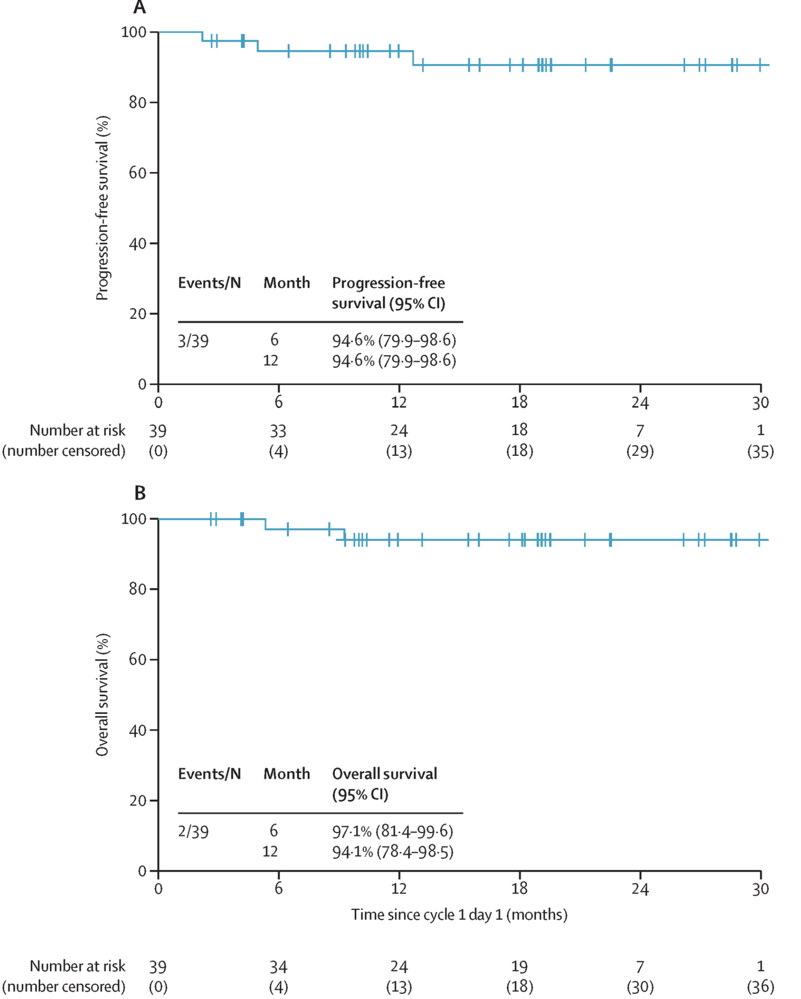 A
100
80
60
40
20
0
Progression-free survival (%)
Events/N Month Progression-free
survival (95% CI)
3/39 6 94·6% (79·9–98·6)
12 94·6% (79·9–98·6)
0 6 12 18 24 30
Number at risk 39 33 24 18 7 1
(number censored) (0) (4) (13) (18) (29) (35)
B
100
80
60
40
20
0
Overall survival (%)
Events/N Month Overall survival
(95% CI)
2/39 6 97·1% (81·4–99·6)
12 94·1% (78·4–98·5)
0 6 12 18 24 30
Time since cycle 1 day 1 (months)
Number at risk 39 34 24 19 7 1
(number censored) (0) (4) (13) (18) (30) (36)